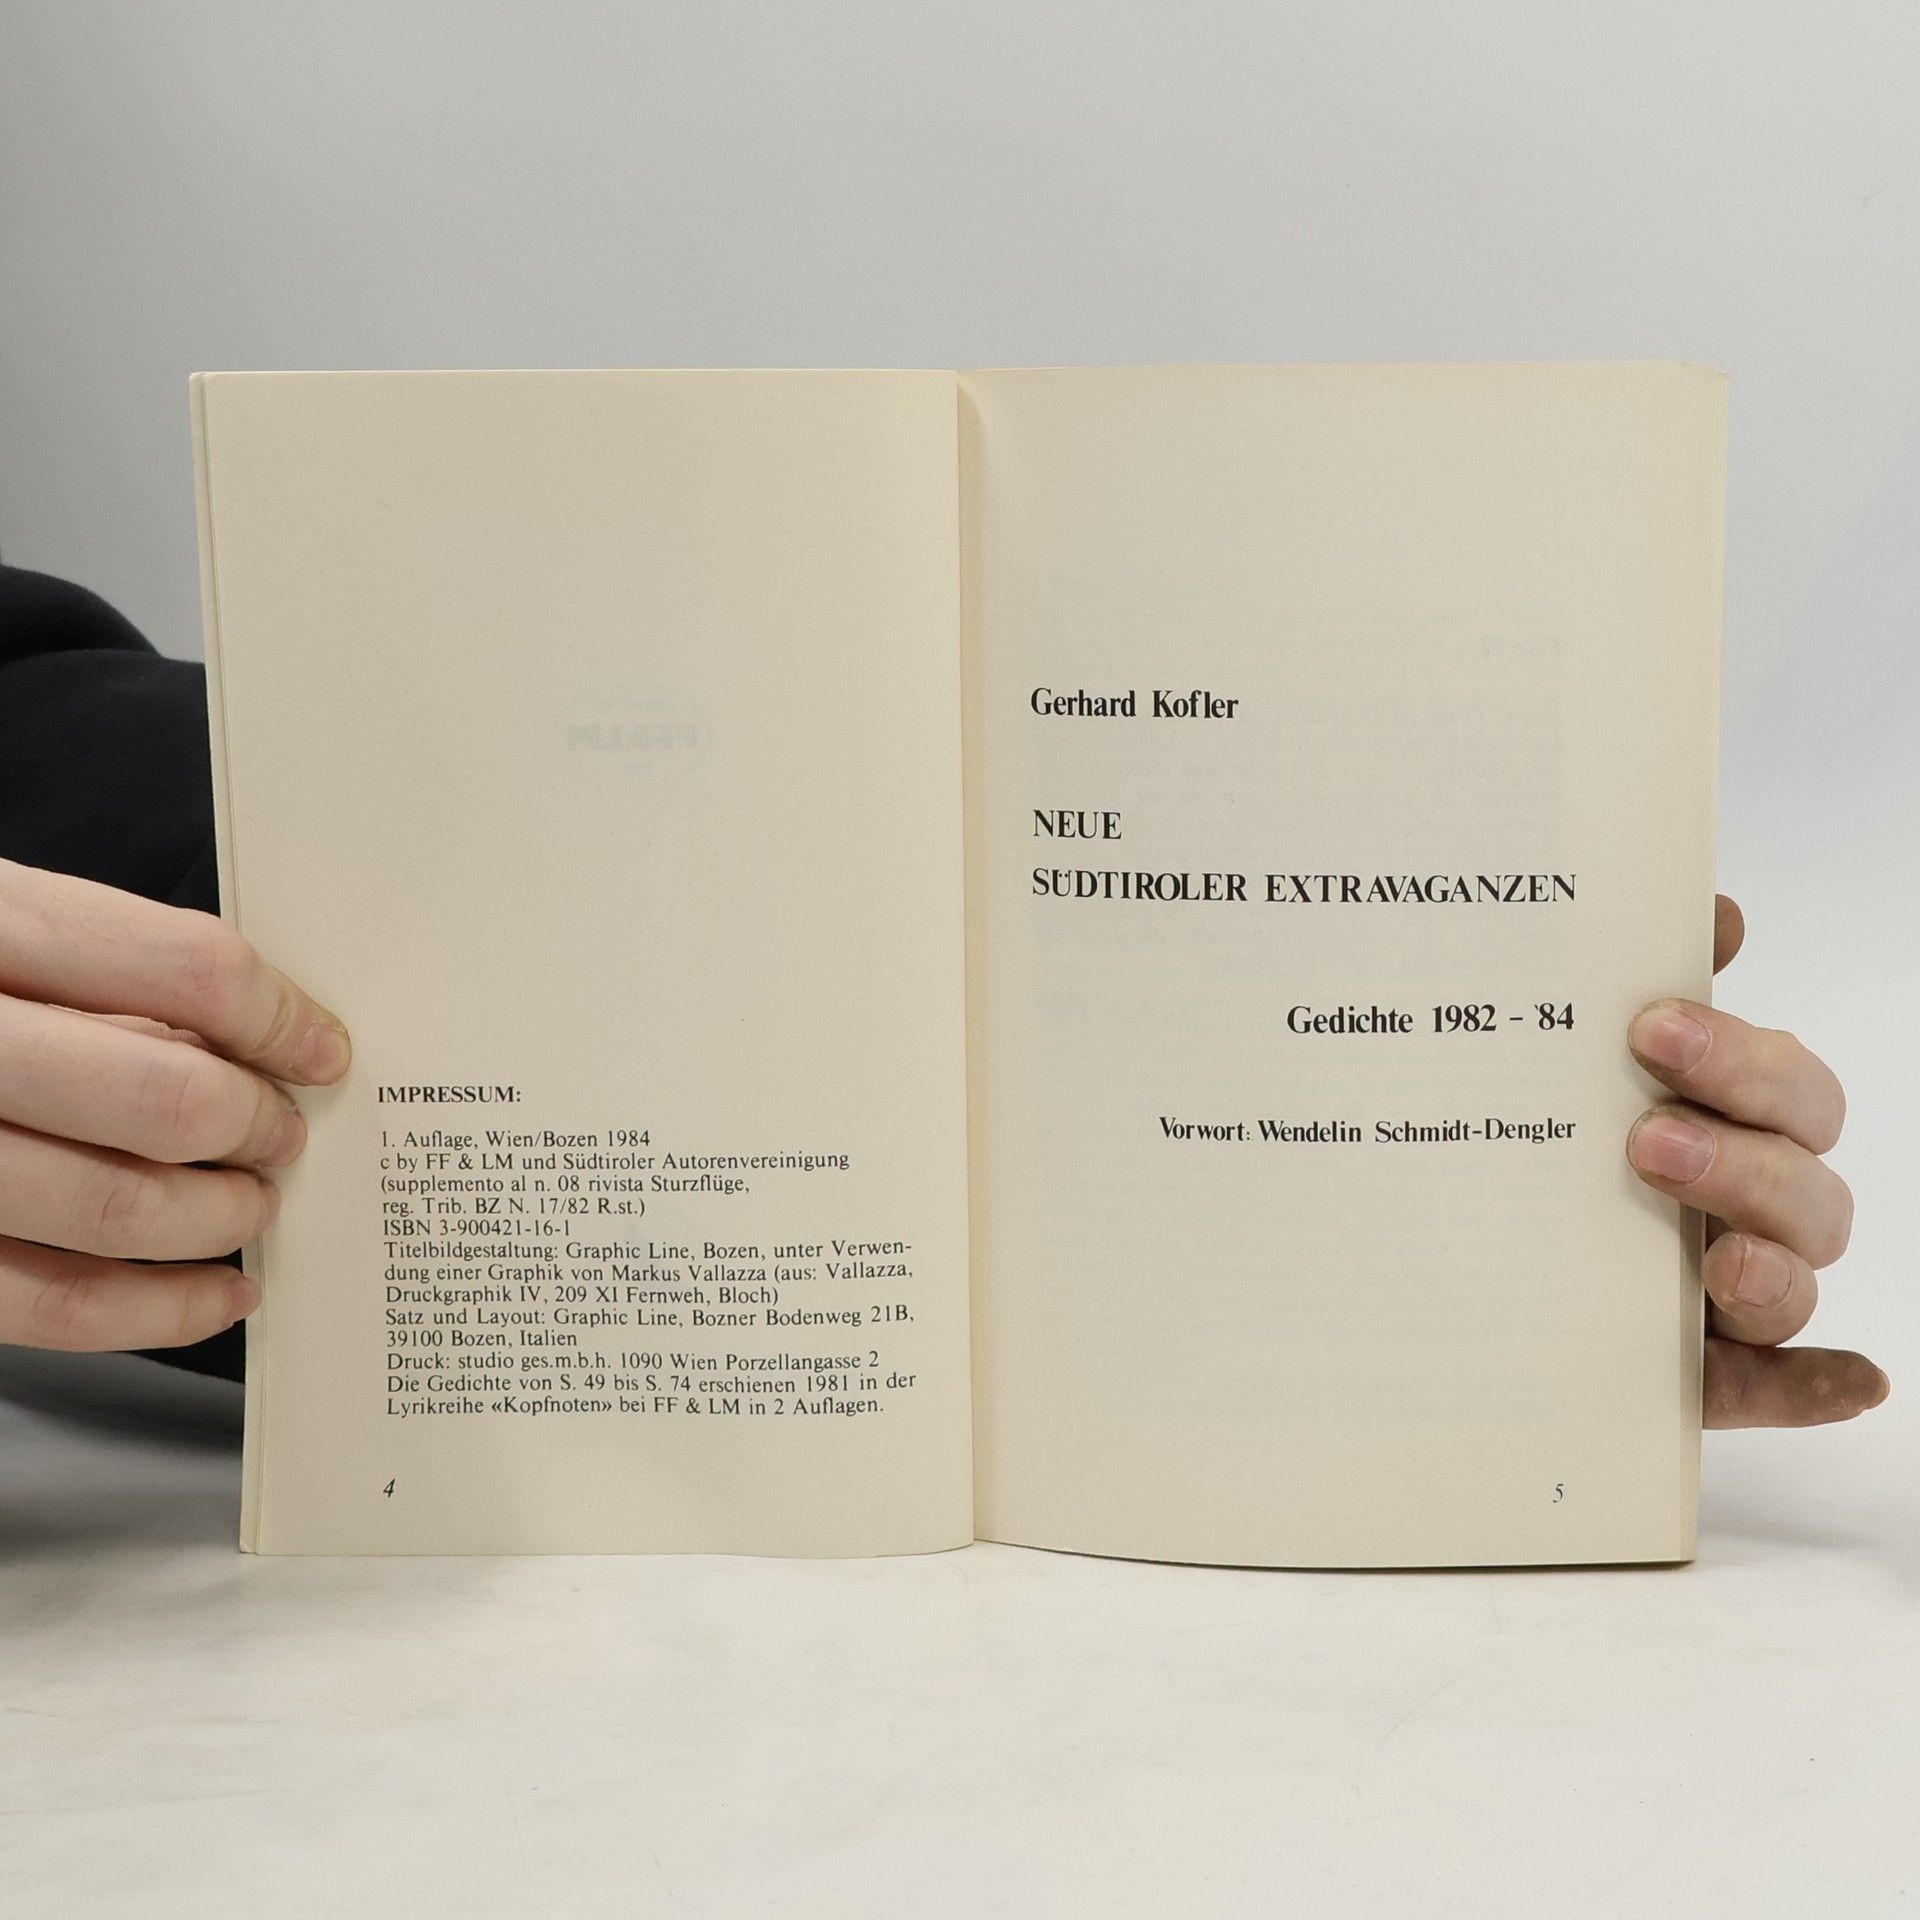 IMPRESSUM:
1. Auflage, Wien/Bozen 1984
c by FF & LM und Südtiroler Autorenvereinigung
(supplemento al n. 08 rivista Sturzflüge,
reg. Trib. BZ N. 17/82 R.st.)
ISBN 3-900421-16-1
Titelbildgestaltung: Graphic Line, Bozen, unter Verwen-
dung einer Graphik von Markus Vallazza (aus: Vallazza,
Druckgraphik IV, 209 XI Fernweh, Bloch)
Satz und Layout: Graphic Line, Bozner Bodenweg 21B,
39100 Bozen, Italien
Druck: studio ges.m.b.h. 1090 Wien Porzellangasse 2
Die Gedichte von S. 49 bis S. 74 erschienen 1981 in der
Lyrikreihe «Kopfnoten» bei FF & LM in 2 Auflagen.
4
Gerhard Kofler
NEUE
SÜDTIROLER EXTRAVAGANZEN
Gedichte 1982 - '84
Vorwort: Wendelin Schmidt-Dengler
5